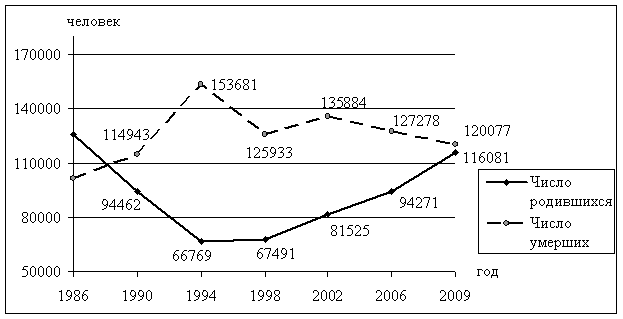 человек
170000
153681
140000
135884
127278
114943
120077
125933
110000
116081
Число
родившихся
94462
94271
Число
умерших
80000
81525
66769
67491
50000
год
1986 1990 1994 1998 2002 2006 2009